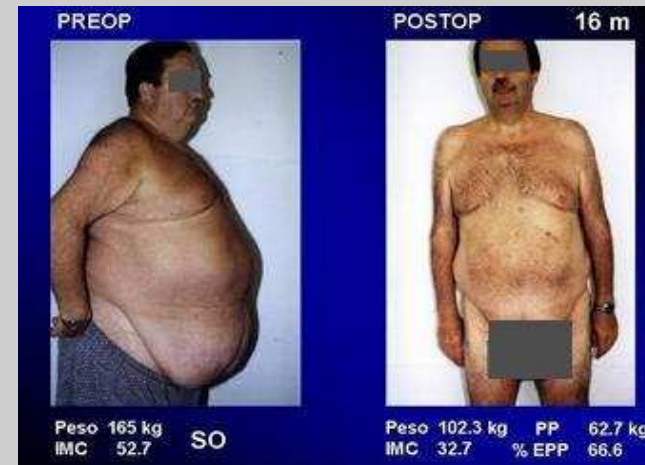 PREOP
POSTOP 16 m
Peso 165 kg
IMC 52.7
SO
Peso 102.3 kg PP 62.7 kg
IMC 32.7 % EPP 66.6